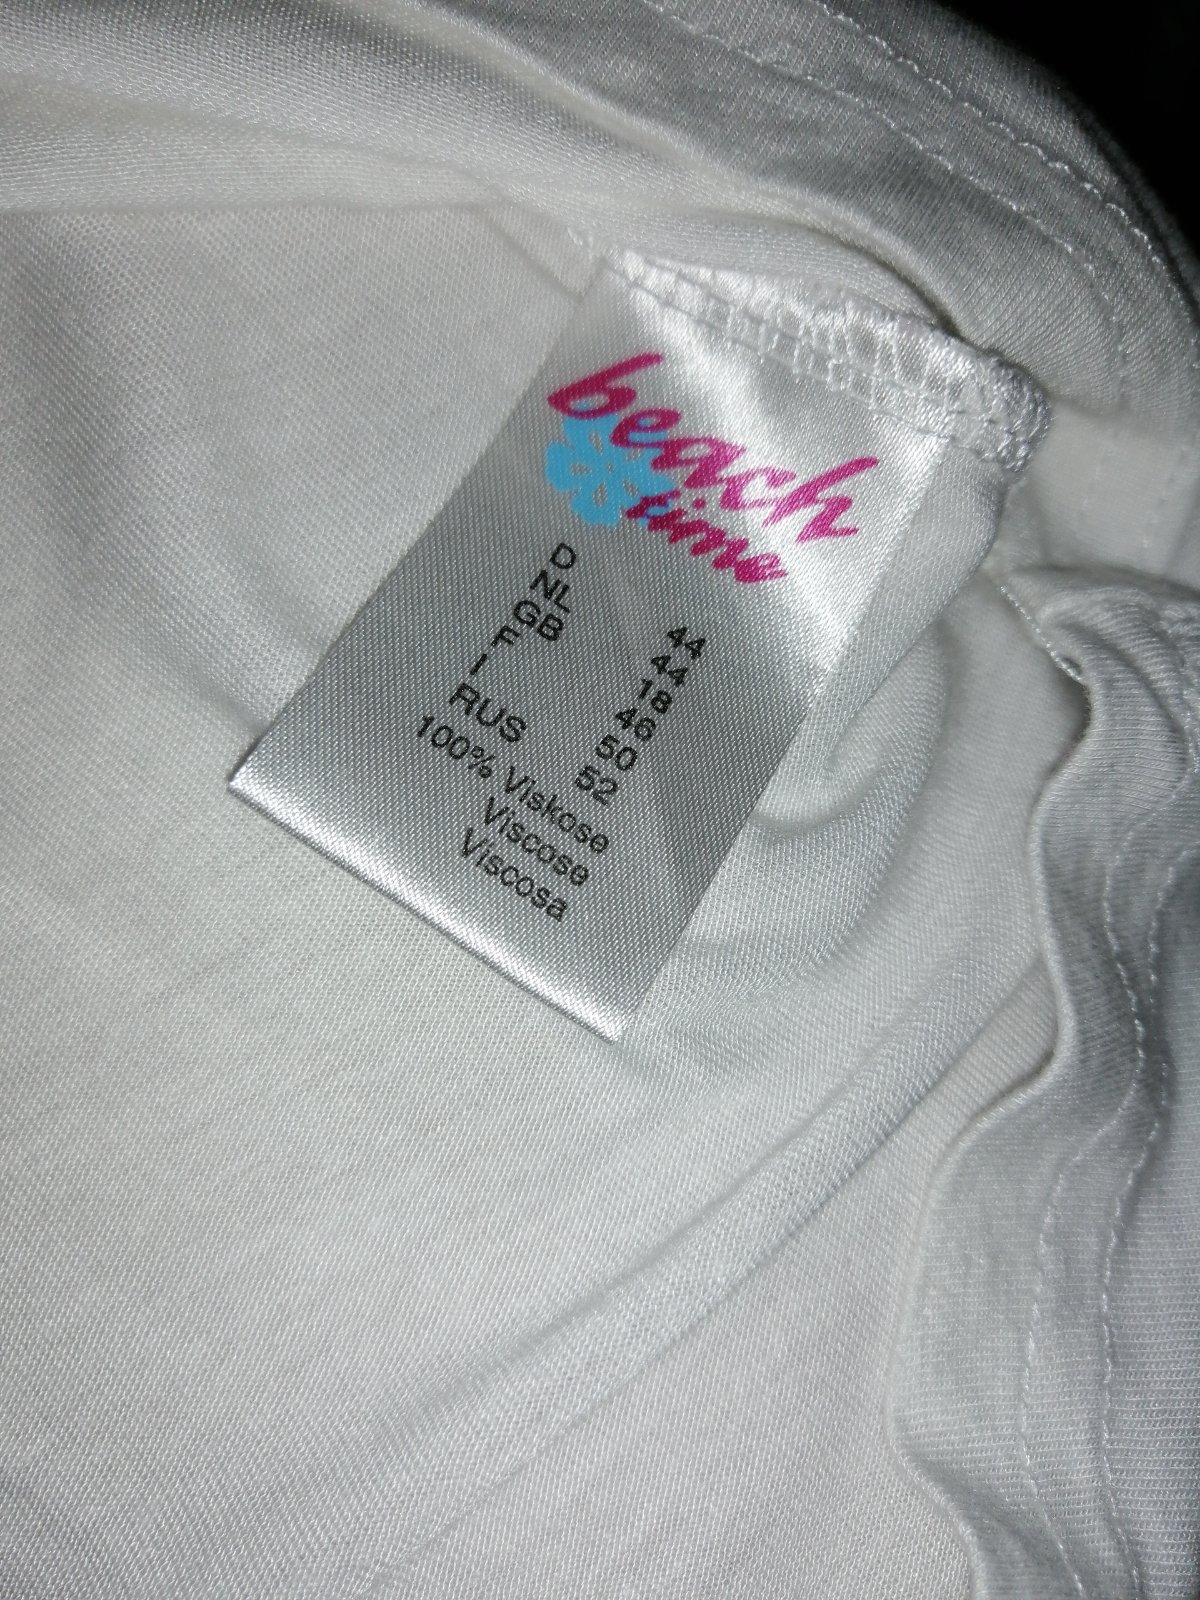 beach
time
D 44
NL 44
GB 18
F 46
I 50
RUS 52
100% Viskose
Viscose
Viscosa